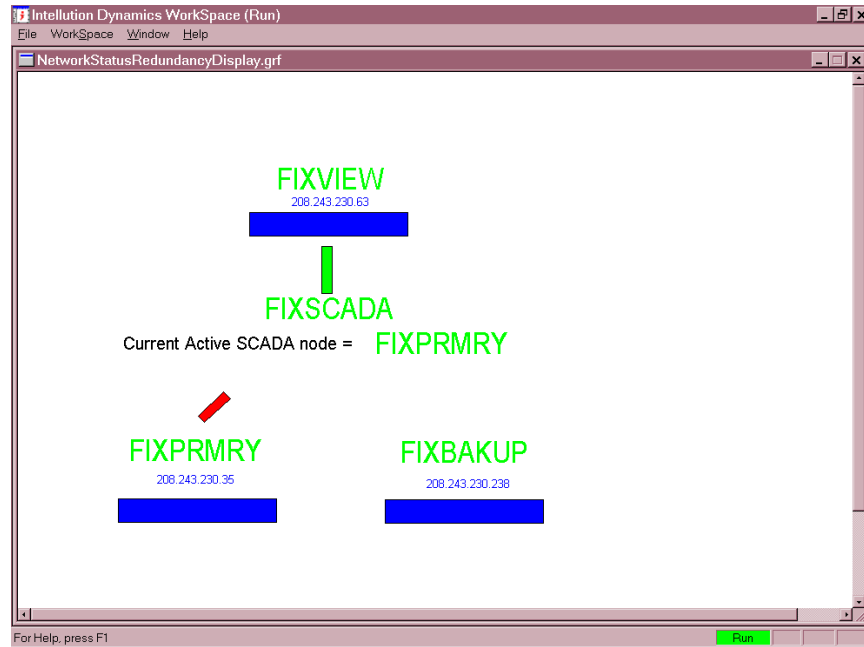 Intellution Dynamics WorkSpace (Run)
File WorkSpace Window Help
NetworkStatusRedundancyDisplay.grf
FIXVIEW
208.243.230.63
FIXSCADA
Current Active SCADA node = FIXPRMRY
FIXPRMRY FIXBAKUP
208.243.230.35 208.243.230.238
For Help, press F1 Run